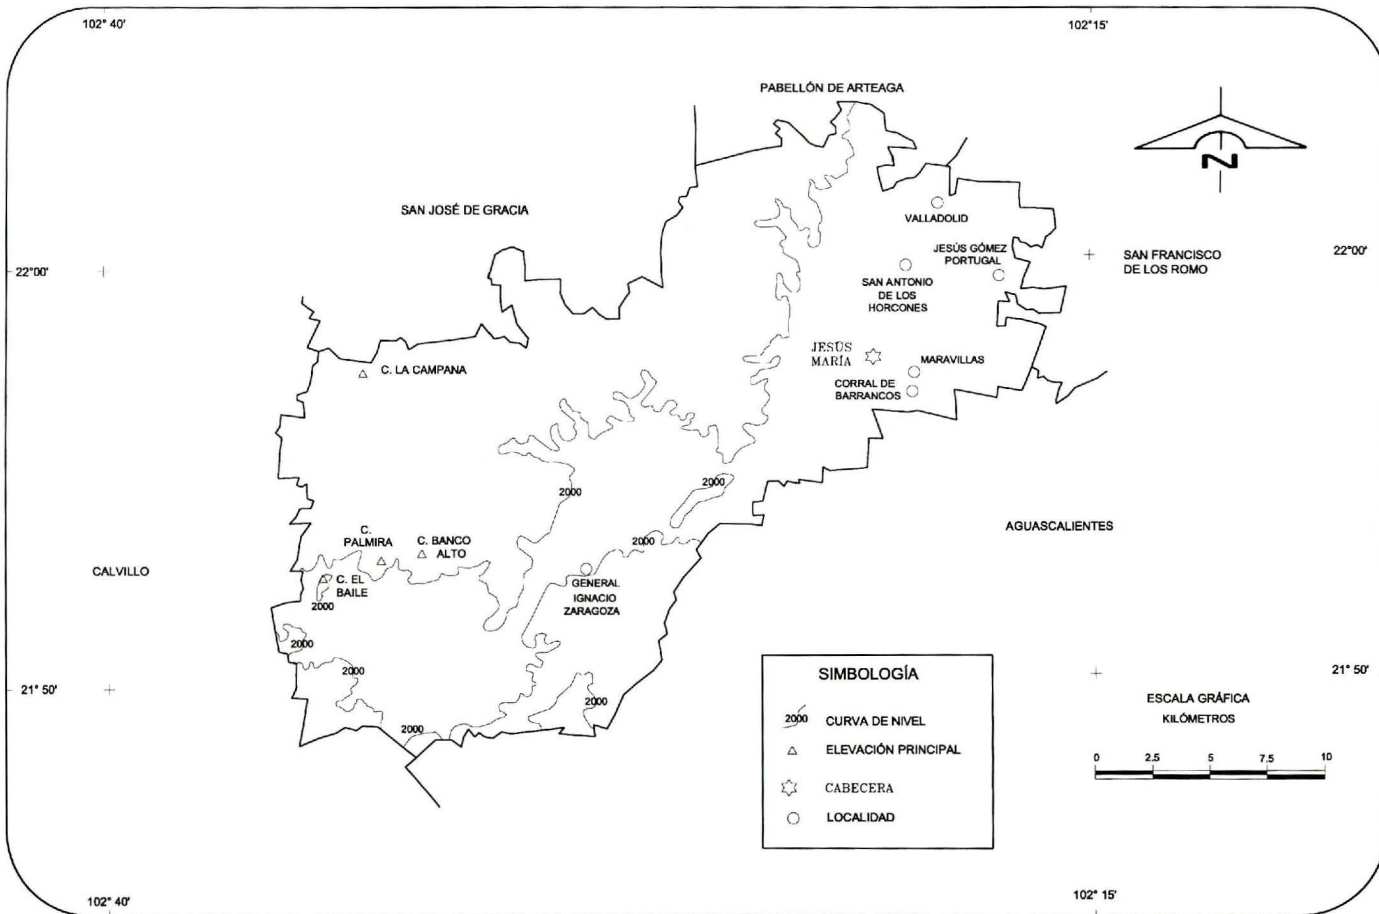 102° 40'
102° 15'
PABELLÓN DE ARTEAGA
N
SAN JOSÉ DE GRACIA
VALLADOLID
JESÚS GÓMEZ
PORTUGAL
SAN FRANCISCO
DE LOS ROMO
22°00'
22° 00'
SAN ANTONIO
DE LOS
HORCONES
JESÚS
MARÍA
MARAVILLAS
CORRAL DE
BARRANCOS
C. LA CAMPANA
2000
2000
2000
AGUASCALIENTES
C.
PALMIRA
C. BANCO
ALTO
CALVILLO
C. EL
BAILE
2000
GENERAL
IGNACIO
ZARAGOZA
2000
2000
2000
2000
21° 50'
21° 50'
SIMBOLOGÍA
2000 CURVA DE NIVEL
ELEVACIÓN PRINCIPAL
CABECERA
LOCALIDAD
ESCALA GRÁFICA
KILÓMETROS
0 2.5 5 7.5 10
102° 40'
102° 15'